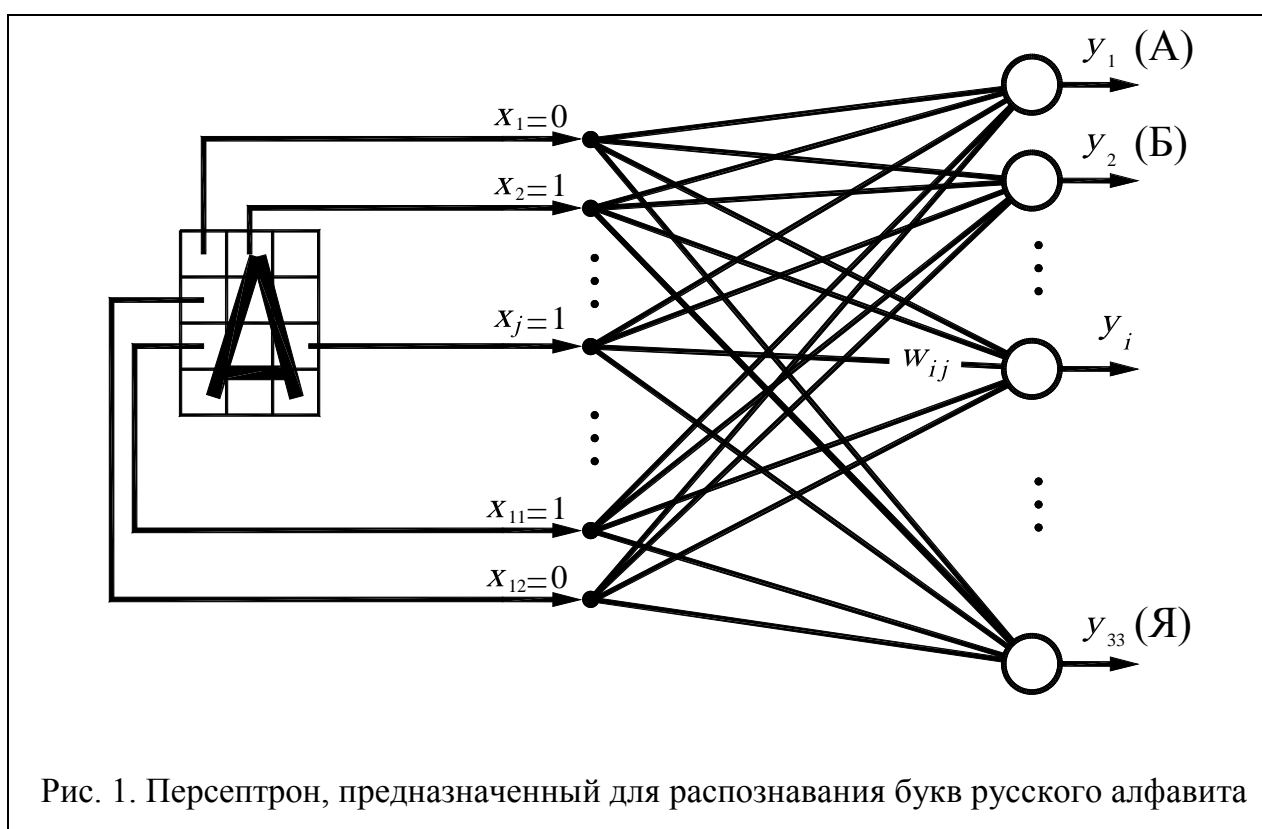 y₁ (А)
x₁=0
y₂ (Б)
x₂=1
А
xⱼ=1
yᵢ
wᵢⱼ
x₁₁=1
x₁₂=0
y₃₃ (Я)
Рис. 1. Персептрон, предназначенный для распознавания букв русского алфавита